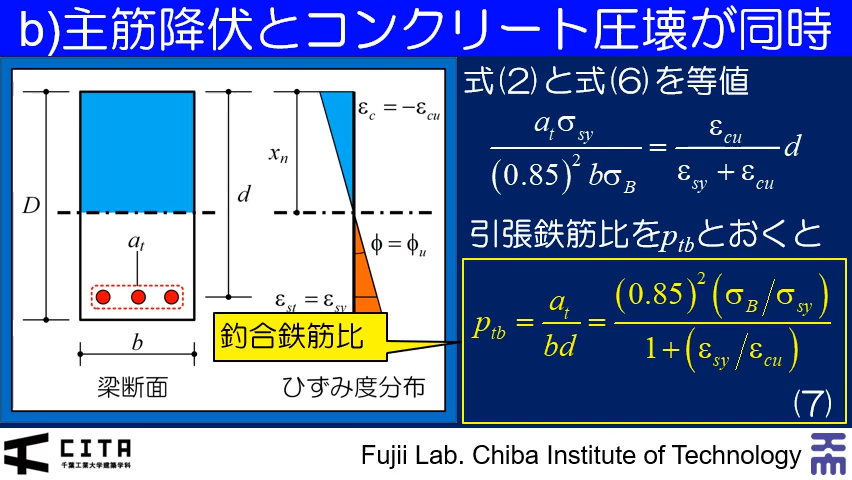 b)主筋降伏とコンクリート圧壊が同時
D
d
x_n
a_t
b
ε_c = −ε_cu
ϕ = ϕ_u
ε_st = ε_sy
梁断面
ひずみ度分布
釣合鉄筋比
式(2)と式(6)を等値
a_t σ_sy / ((0.85)^2 bσ_B) = ε_cu / (ε_sy + ε_cu) d
引張鉄筋比をp_tbとおくと
p_tb = a_t / bd = (0.85)^2 (σ_B/σ_sy) / (1+(ε_sy/ε_cu))
(7)
CITA
千葉工業大学建築学科
Fujii Lab. Chiba Institute of Technology